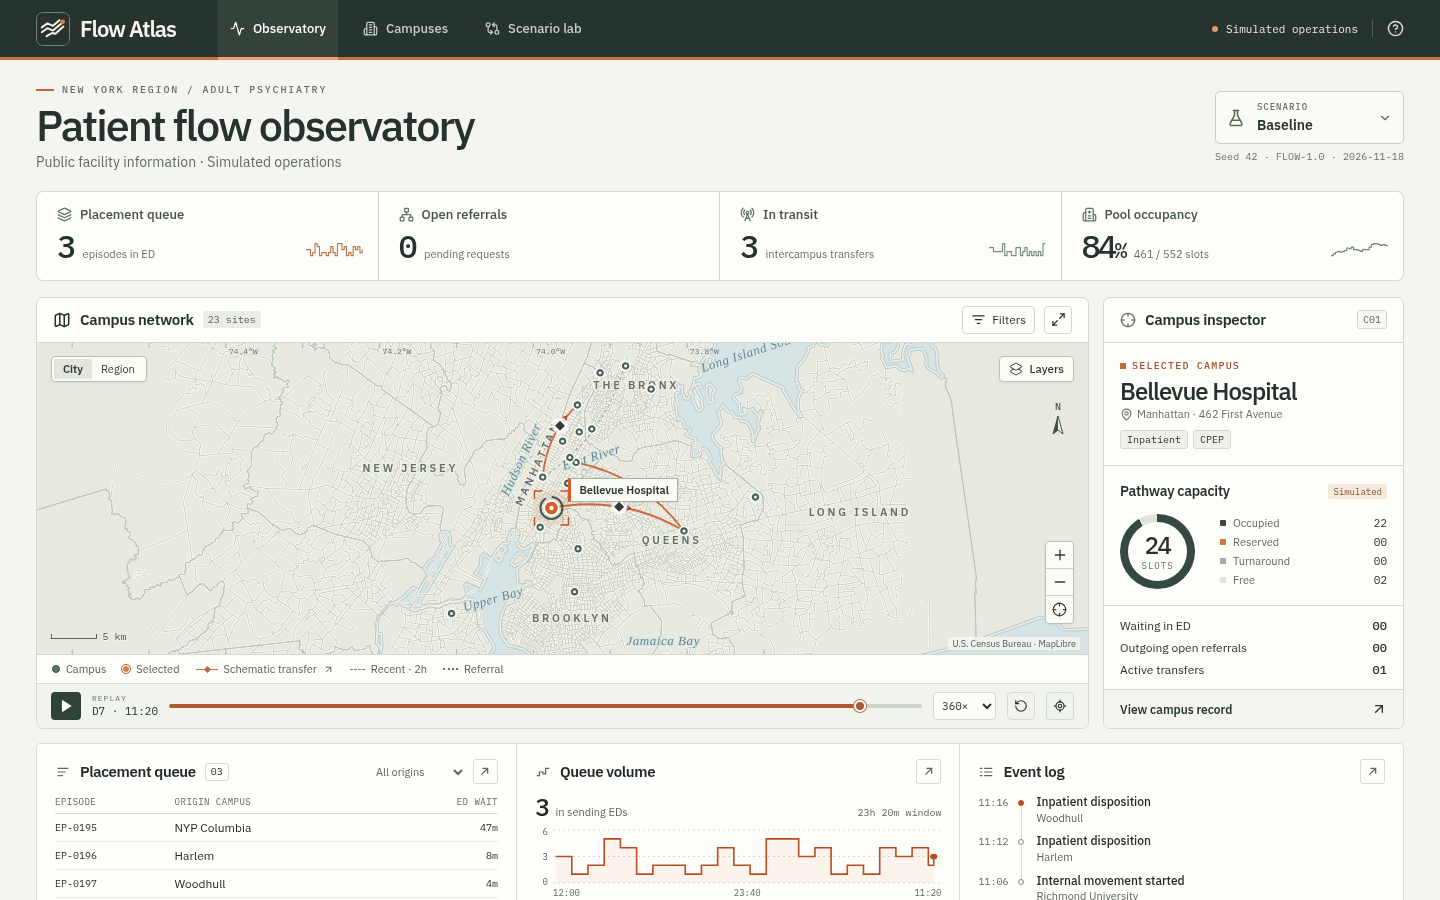 Flow Atlas
Observatory
Campuses
Scenario lab
Simulated operations
NEW YORK REGION / ADULT PSYCHIATRY
Patient flow observatory
Public facility information · Simulated operations
SCENARIO
Baseline
Seed 42 · FLOW-1.0 · 2026-11-18
Placement queue
3 episodes in ED
Open referrals
0 pending requests
In transit
3 intercampus transfers
Pool occupancy
84% 461 / 552 slots
Campus network
23 sites
Filters
City
Region
74.4°W
74.2°W
74.0°W
73.8°W
Long Island Sou
Layers
N
THE BRONX
Hudson River
MANHATTAN
East River
NEW JERSEY
Bellevue Hospital
LONG ISLAND
QUEENS
Upper Bay
BROOKLYN
Jamaica Bay
5 km
U.S. Census Bureau · MapLibre
Campus
Selected
Schematic transfer
Recent · 2h
Referral
REPLAY
D7 · 11:20
360×
Campus inspector
C01
SELECTED CAMPUS
Bellevue Hospital
Manhattan · 462 First Avenue
Inpatient
CPEP
Pathway capacity
Simulated
24
SLOTS
Occupied 22
Reserved 00
Turnaround 00
Free 02
Waiting in ED 00
Outgoing open referrals 00
Active transfers 01
View campus record
Placement queue
03
All origins
EPISODE ORIGIN CAMPUS ED WAIT
EP-0195 NYP Columbia 47m
EP-0196 Harlem 8m
EP-0197 Woodhull 4m
Queue volume
3 in sending EDs
23h 20m window
6
3
0
12:00 23:40 11:20
Event log
11:16 Inpatient disposition
Woodhull
11:12 Inpatient disposition
Harlem
11:06 Internal movement started
Richmond University